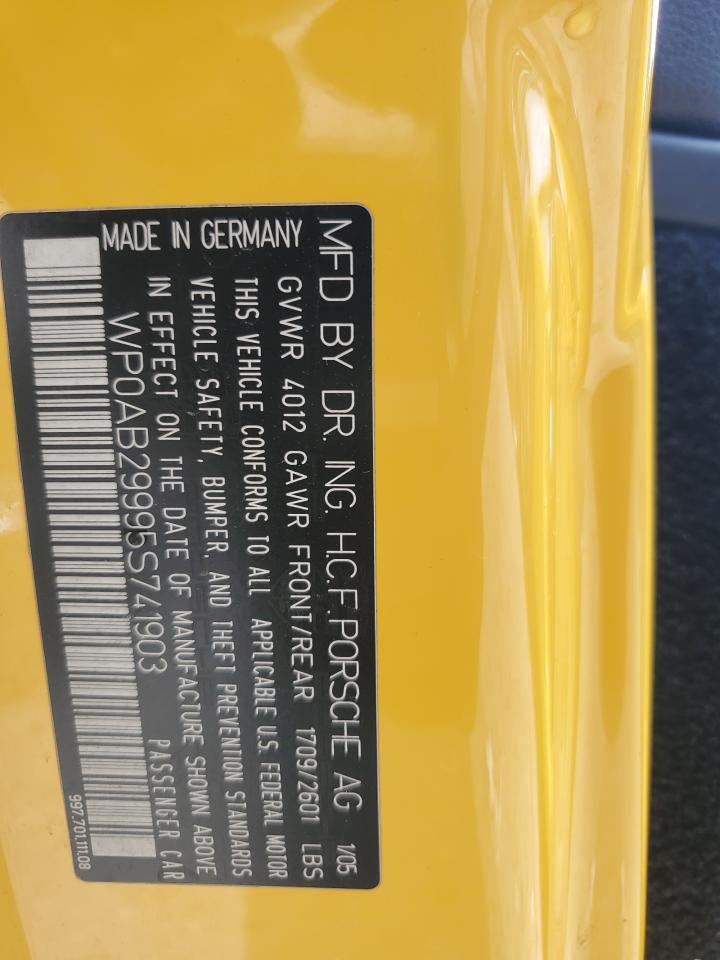 MFD BY DR. ING. H.C.F. PORSCHE AG 1/05
GVWR 4012 GAWR FRONT/REAR 1709/2601 LBS
THIS VEHICLE CONFORMS TO ALL APPLICABLE U.S. FEDERAL MOTOR
VEHICLE SAFETY, BUMPER, AND THEFT PREVENTION STANDARDS
IN EFFECT ON THE DATE OF MANUFACTURE SHOWN ABOVE
WP0AB29995S741903 PASSENGER CAR
MADE IN GERMANY
997.701.111.08